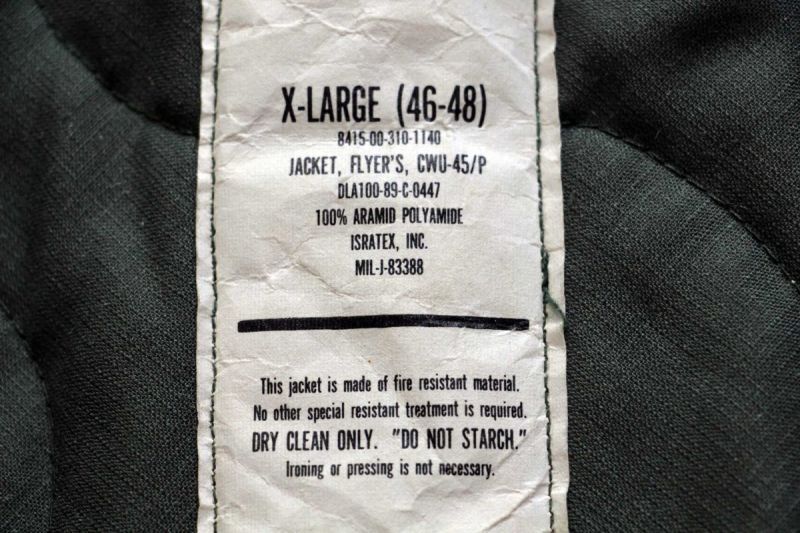 X-LARGE (46-48)
8415-00-310-1140
JACKET, FLYER'S, CWU-45/P
DLA100-89-C-0447
100% ARAMID POLYAMIDE
ISRATEX, INC.
MIL-J-83388
This jacket is made of fire resistant material.
No other special resistant treatment is required.
DRY CLEAN ONLY. "DO NOT STARCH."
Ironing or pressing is not necessary.